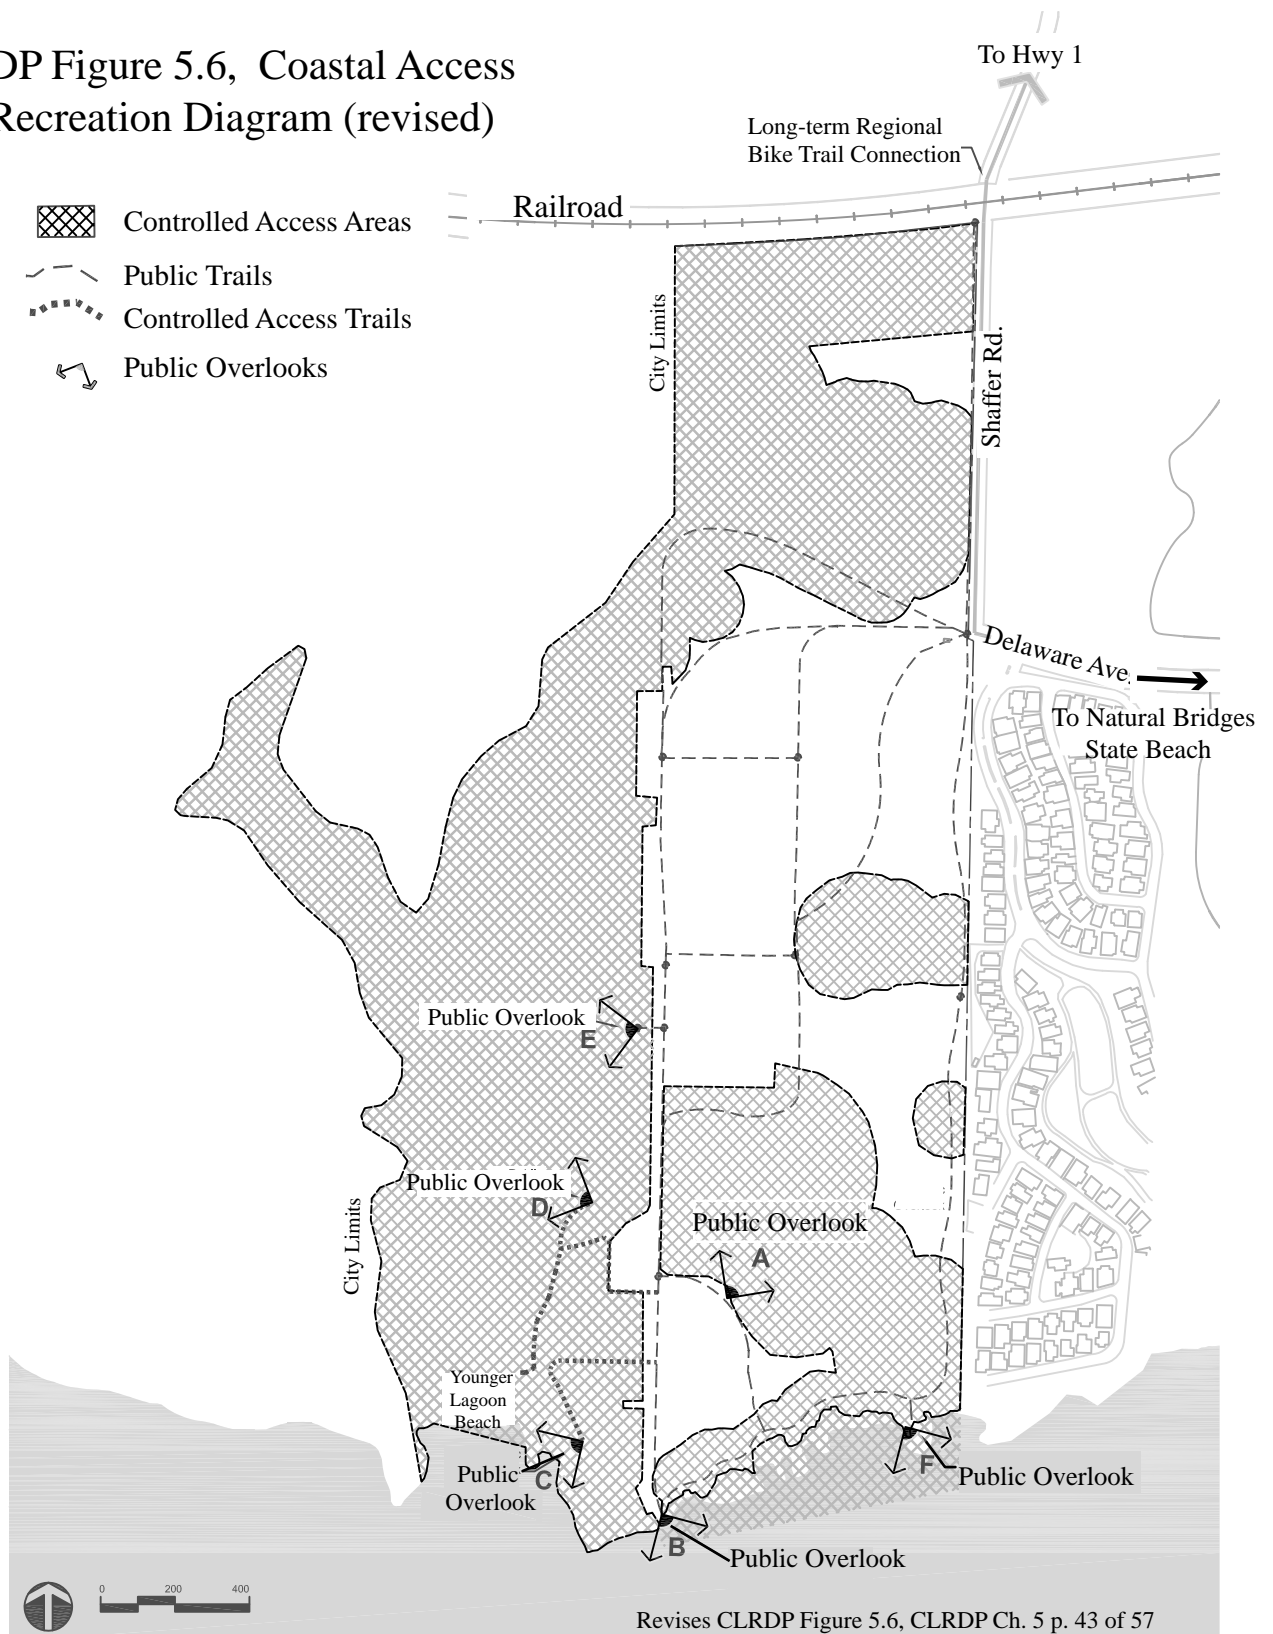 DP Figure 5.6, Coastal Access
Recreation Diagram (revised)
To Hwy 1
Long-term Regional
Bike Trail Connection
Railroad
Controlled Access Areas
Public Trails
Controlled Access Trails
Public Overlooks
City Limits
Shaffer Rd.
Delaware Ave.
To Natural Bridges
State Beach
Public Overlook
E
Public Overlook
D
Public Overlook
A
City Limits
Younger
Lagoon
Beach
Public
Overlook
C
F
Public Overlook
B
Public Overlook
0 200 400
Revises CLRDP Figure 5.6, CLRDP Ch. 5 p. 43 of 57